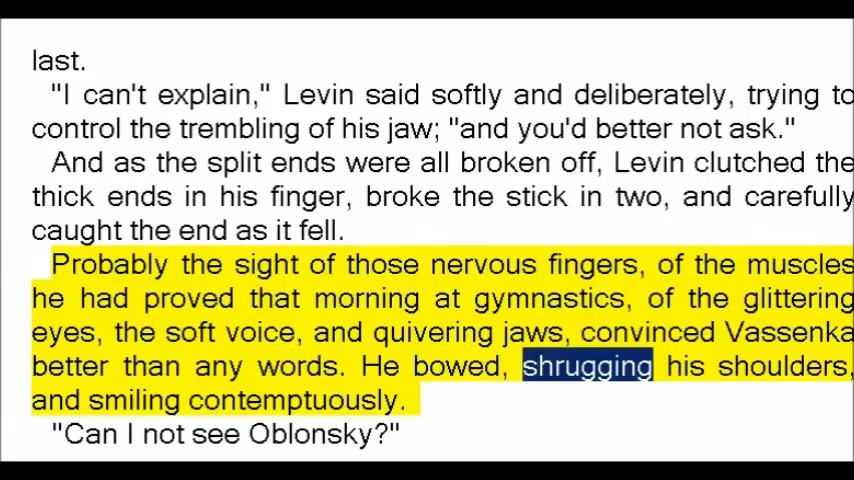 last.
"I can't explain," Levin said softly and deliberately, trying to
control the trembling of his jaw; "and you'd better not ask."
And as the split ends were all broken off, Levin clutched the
thick ends in his finger, broke the stick in two, and carefully
caught the end as it fell.
Probably the sight of those nervous fingers, of the muscles
he had proved that morning at gymnastics, of the glittering
eyes, the soft voice, and quivering jaws, convinced Vassenka
better than any words. He bowed, shrugging his shoulders,
and smiling contemptuously.
"Can I not see Oblonsky?"